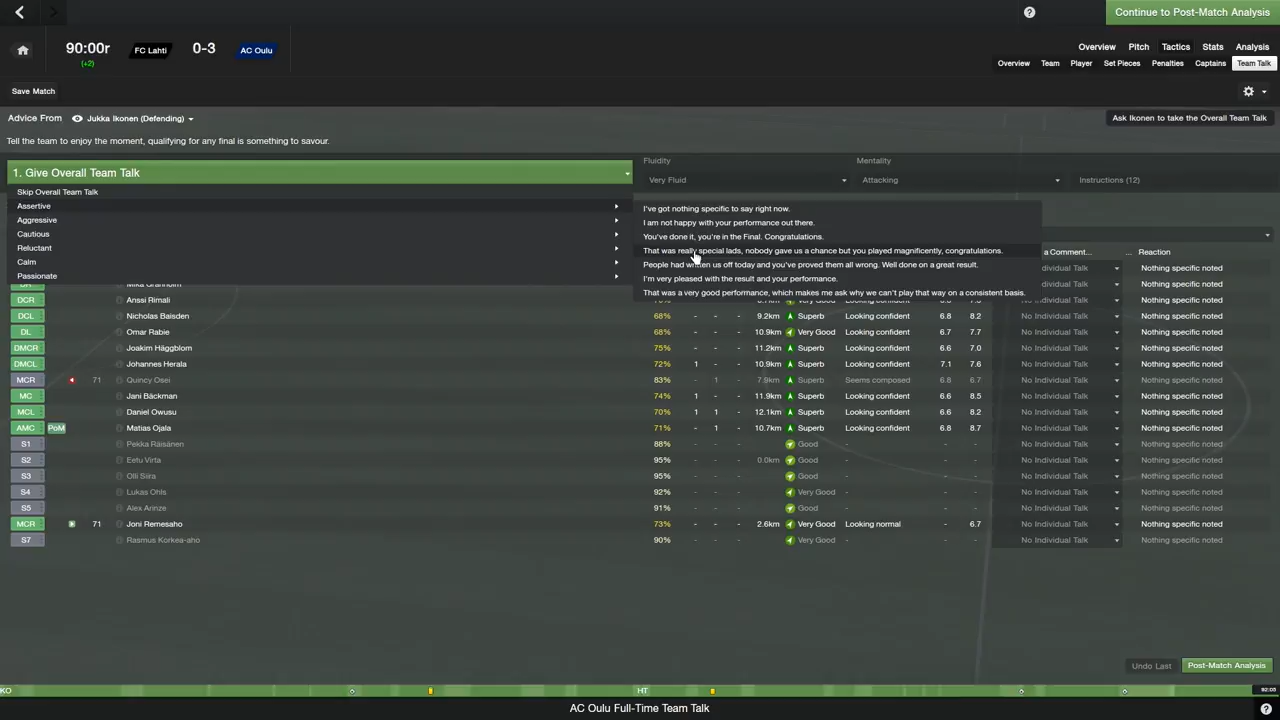 Continue to Post-Match Analysis
90:00r FC Lahti 0-3 AC Oulu
(+2)
Overview Pitch Tactics Stats Analysis
Overview Team Player Set Pieces Penalties Captains Team Talk
Save Match
Advice From Jukka Ikonen (Defending) Ask Ikonen to take the Overall Team Talk
Tell the team to enjoy the moment, qualifying for any final is something to savour.
Fluidity Mentality
1. Give Overall Team Talk
Very Fluid Attacking Instructions (12)
Skip Overall Team Talk
Assertive
Aggressive
Cautious
Reluctant
Calm
Passionate
I've got nothing specific to say right now.
I am not happy with your performance out there.
You've done it, you're in the Final. Congratulations.
That was really special lads, nobody gave us a chance but you played magnificently, congratulations.
People had written us off today and you've proved them all wrong. Well done on a great result.
I'm very pleased with the result and your performance.
That was a very good performance, which makes me ask why we can't play that way on a consistent basis.
a Comment... ... Reaction
No Individual Talk Nothing specific noted
Nothing specific noted
DCR Anssi Rimali No Individual Talk Nothing specific noted
DCL Nicholas Baisden 68% - - - 9.2km Superb Looking confident 6.8 8.2 No Individual Talk Nothing specific noted
DL Omar Rabie 68% - - - 10.9km Very Good Looking confident 6.7 7.7 No Individual Talk Nothing specific noted
DMCR Joakim Häggblom 75% - - - 11.2km Superb Looking confident 6.8 7.0 No Individual Talk Nothing specific noted
DMCL Johannes Herala 72% 1 - - 10.9km Superb Looking confident 7.1 7.6 No Individual Talk Nothing specific noted
MCR 71 Quincy Osei 83% - 1 - 7.9km Superb Seems composed 6.8 6.7 No Individual Talk Nothing specific noted
MC Jani Bäckman 74% 1 - - 11.9km Superb Looking confident 6.6 8.5 No Individual Talk Nothing specific noted
MCL Daniel Owusu 70% 1 1 - 12.1km Superb Looking confident 6.6 8.2 No Individual Talk Nothing specific noted
AMC PoM Matias Ojala 71% - 1 - 10.7km Superb Looking confident 6.8 8.7 No Individual Talk Nothing specific noted
S1 Pekka Räisänen 88% - - - Good - - - No Individual Talk Nothing specific noted
S2 Eetu Virta 95% - - - 0.0km Good - - - No Individual Talk Nothing specific noted
S3 Olli Siira 95% - - - Good - - - No Individual Talk Nothing specific noted
S4 Lukas Ohls 92% - - - Very Good - - - No Individual Talk Nothing specific noted
S5 Alex Arinze 91% - - - Good - - - No Individual Talk Nothing specific noted
MCR 71 Joni Remesaho 73% - - - 2.6km Very Good Looking normal - 6.7 No Individual Talk Nothing specific noted
S7 Rasmus Korkea-aho 90% - - - Very Good - - - No Individual Talk Nothing specific noted
Undo Last Post-Match Analysis
KO HT 92:05
AC Oulu Full-Time Team Talk